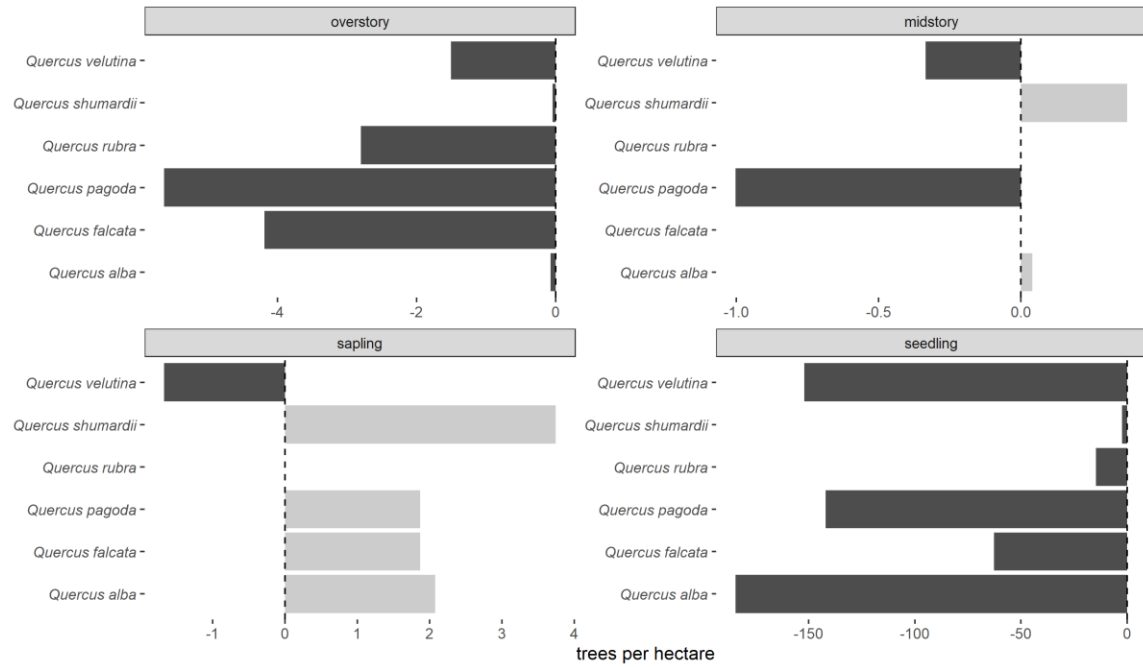 overstory
Quercus velutina
Quercus shumardii
Quercus rubra
Quercus pagoda
Quercus falcata
Quercus alba
-4 -2 0
midstory
Quercus velutina
Quercus shumardii
Quercus rubra
Quercus pagoda
Quercus falcata
Quercus alba
-1.0 -0.5 0.0
sapling
Quercus velutina
Quercus shumardii
Quercus rubra
Quercus pagoda
Quercus falcata
Quercus alba
-1 0 1 2 3 4
seedling
Quercus velutina
Quercus shumardii
Quercus rubra
Quercus pagoda
Quercus falcata
Quercus alba
-150 -100 -50 0
trees per hectare